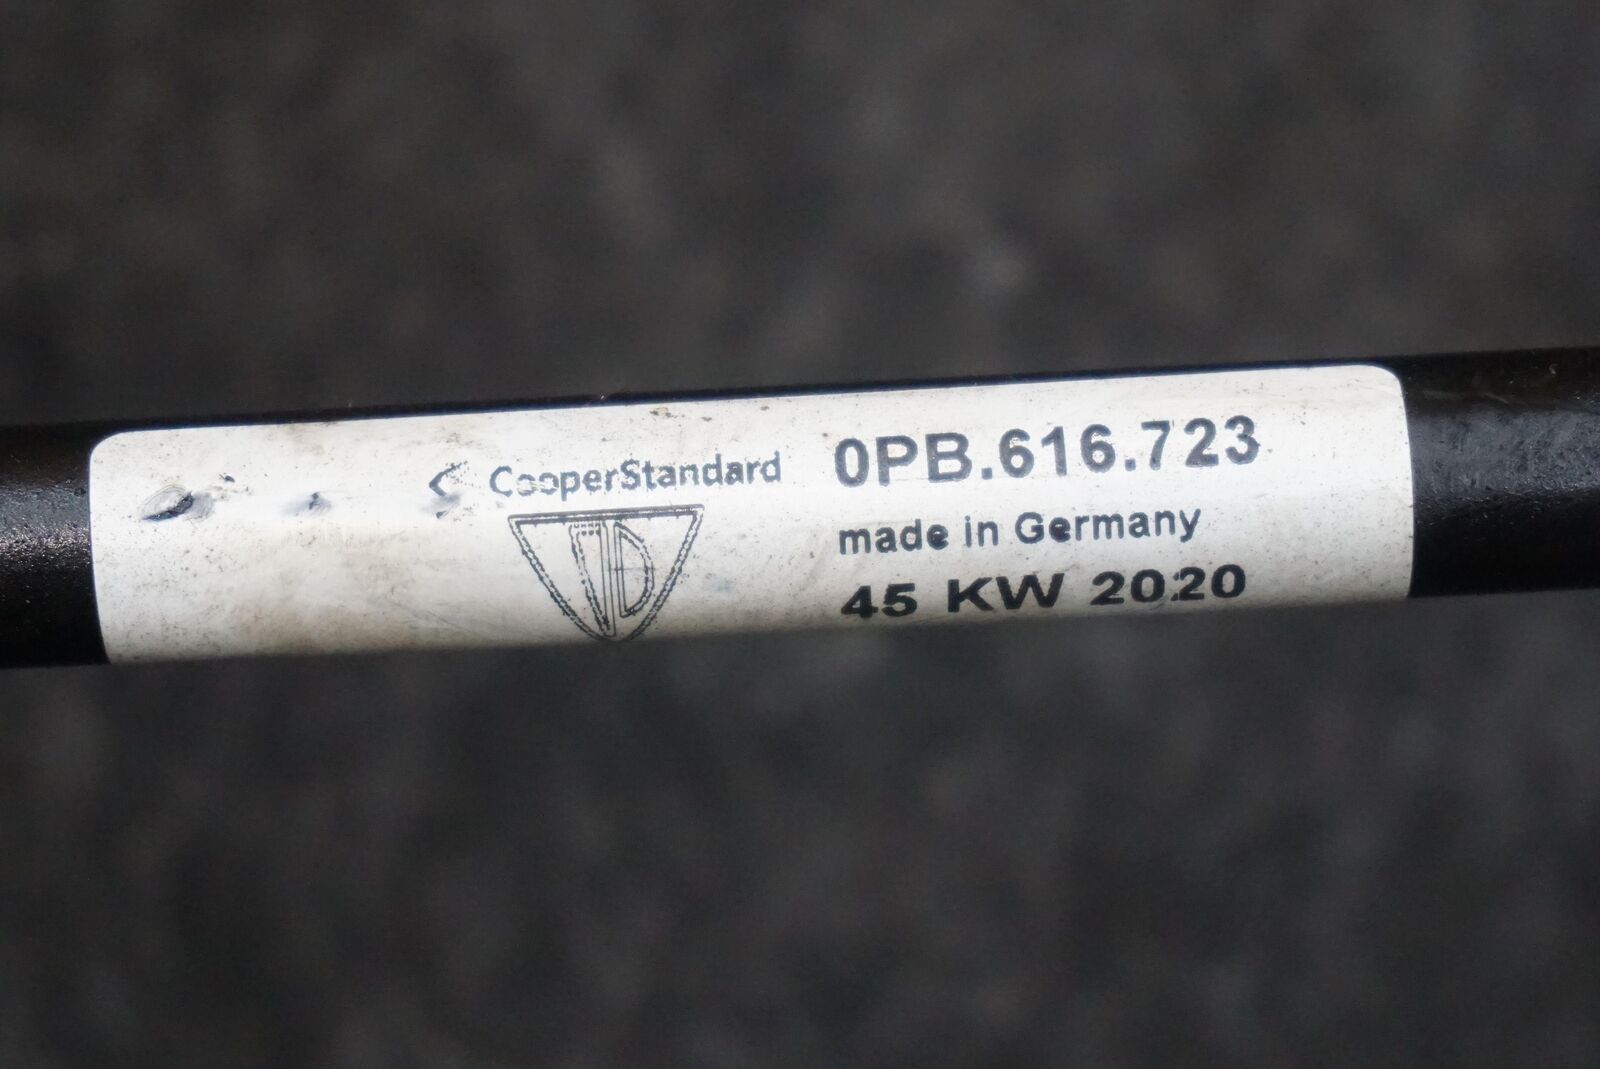 CooperStandard
0PB.616.723
made in Germany
45 KW 2020